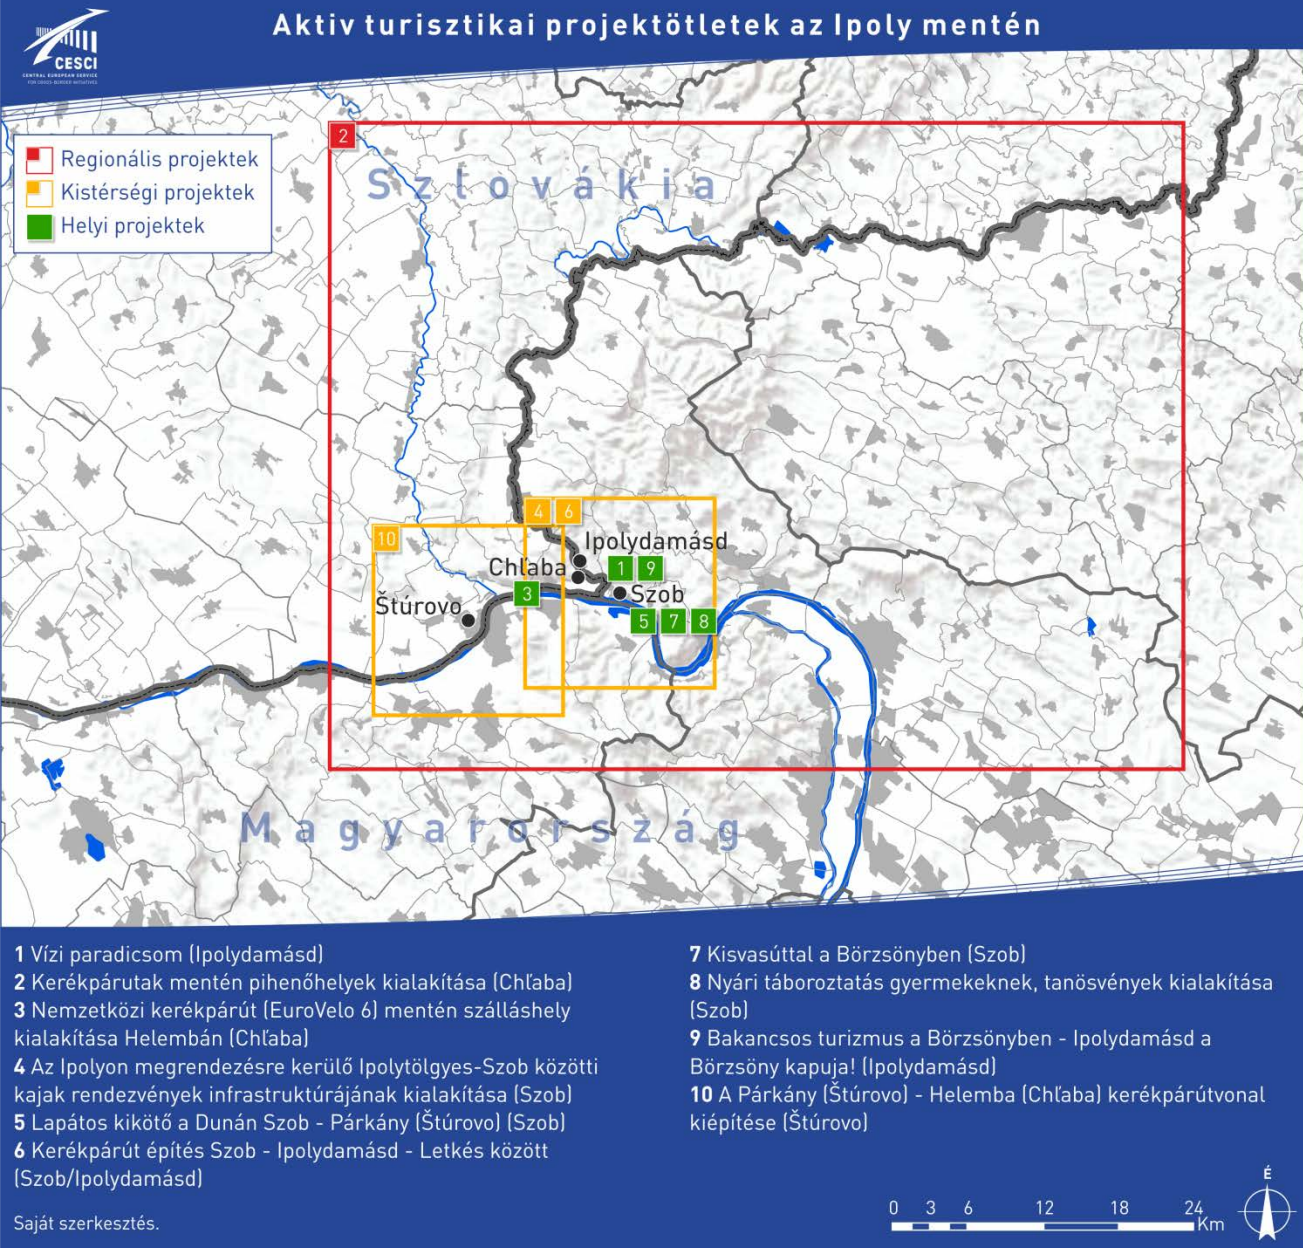 Aktiv turisztikai projektötletek az Ipoly mentén
CESCI
CENTRAL EUROPEAN SERVICE
FOR CROSS-BORDER INITIATIVES
Regionális projektek
Kistérségi projektek
Helyi projektek
2
Szlovákia
4 6
10
Ipolydamásd
Chľaba
1 9
3
Szob
Štúrovo
5 7 8
Magyarország
1 Vízi paradicsom (Ipolydamásd)
2 Kerékpárutak mentén pihenőhelyek kialakítása (Chľaba)
3 Nemzetközi kerékpárút (EuroVelo 6) mentén szálláshely
kialakítása Helembán (Chľaba)
4 Az Ipolyon megrendezésre kerülő Ipolytölgyes-Szob közötti
kajak rendezvények infrastruktúrájának kialakítása (Szob)
5 Lapátos kikötő a Dunán Szob - Párkány (Štúrovo) (Szob)
6 Kerékpárút építés Szob - Ipolydamásd - Letkés között
(Szob/Ipolydamásd)
7 Kisvasúttal a Börzsönyben (Szob)
8 Nyári táboroztatás gyermekeknek, tanösvények kialakítása
(Szob)
9 Bakancsos turizmus a Börzsönyben - Ipolydamásd a
Börzsöny kapuja! (Ipolydamásd)
10 A Párkány (Štúrovo) - Helemba (Chľaba) kerékpárútvonal
kiépítése (Štúrovo)
Saját szerkesztés.
0 3 6 12 18 24
Km
É